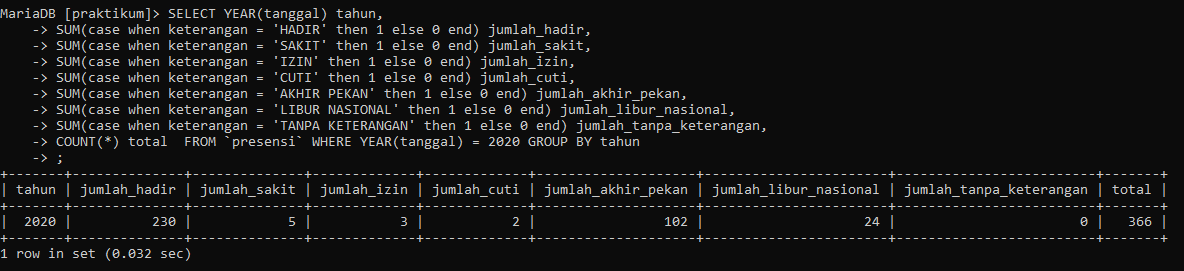 MariaDB [praktikum]> SELECT YEAR(tanggal) tahun,
    -> SUM(case when keterangan = 'HADIR' then 1 else 0 end) jumlah_hadir,
    -> SUM(case when keterangan = 'SAKIT' then 1 else 0 end) jumlah_sakit,
    -> SUM(case when keterangan = 'IZIN' then 1 else 0 end) jumlah_izin,
    -> SUM(case when keterangan = 'CUTI' then 1 else 0 end) jumlah_cuti,
    -> SUM(case when keterangan = 'AKHIR PEKAN' then 1 else 0 end) jumlah_akhir_pekan,
    -> SUM(case when keterangan = 'LIBUR NASIONAL' then 1 else 0 end) jumlah_libur_nasional,
    -> SUM(case when keterangan = 'TANPA KETERANGAN' then 1 else 0 end) jumlah_tanpa_keterangan,
    -> COUNT(*) total  FROM `presensi` WHERE YEAR(tanggal) = 2020 GROUP BY tahun
    -> ;
+-------+--------------+--------------+-------------+-------------+--------------------+-----------------------+-------------------------+-------+
| tahun | jumlah_hadir | jumlah_sakit | jumlah_izin | jumlah_cuti | jumlah_akhir_pekan | jumlah_libur_nasional | jumlah_tanpa_keterangan | total |
+-------+--------------+--------------+-------------+-------------+--------------------+-----------------------+-------------------------+-------+
|  2020 |          230 |            5 |           3 |           2 |                102 |                    24 |                       0 |   366 |
+-------+--------------+--------------+-------------+-------------+--------------------+-----------------------+-------------------------+-------+
1 row in set (0.032 sec)